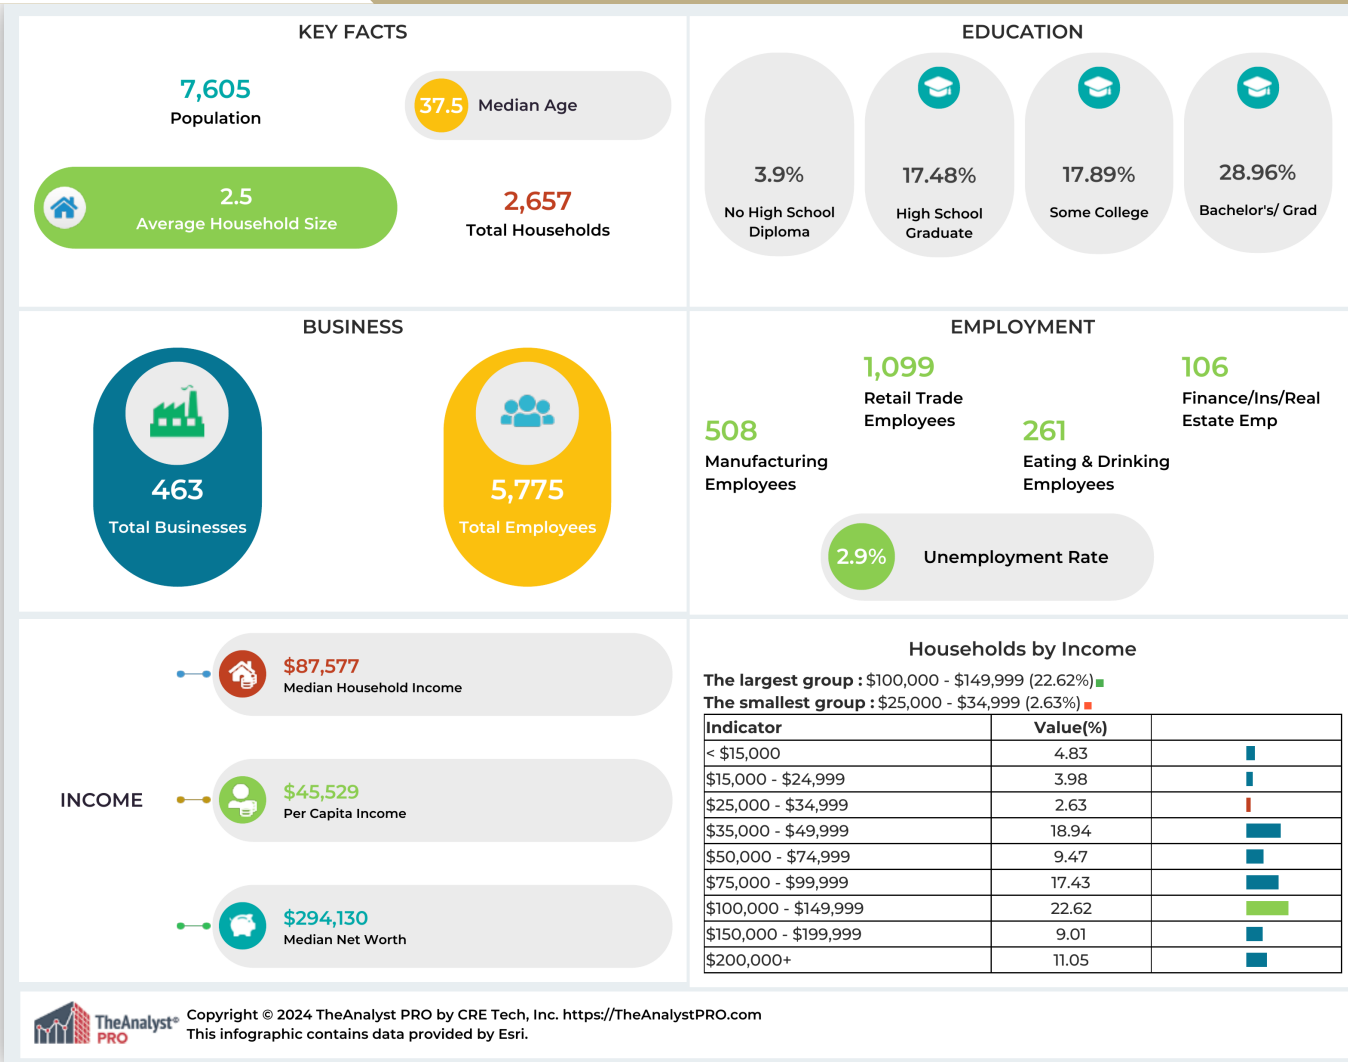 KEY FACTS
7,605
Population
37.5
Median Age
2.5
Average Household Size
2,657
Total Households
EDUCATION
3.9%
No High School
Diploma
17.48%
High School
Graduate
17.89%
Some College
28.96%
Bachelor's/ Grad
BUSINESS
463
Total Businesses
5,775
Total Employees
EMPLOYMENT
508
Manufacturing
Employees
1,099
Retail Trade
Employees
261
Eating & Drinking
Employees
106
Finance/Ins/Real
Estate Emp
2.9%
Unemployment Rate
INCOME
$87,577
Median Household Income
$45,529
Per Capita Income
$294,130
Median Net Worth
Households by Income
The largest group : $100,000 - $149,999 (22.62%)
The smallest group : $25,000 - $34,999 (2.63%)
Indicator Value(%)
< $15,000 4.83
$15,000 - $24,999 3.98
$25,000 - $34,999 2.63
$35,000 - $49,999 18.94
$50,000 - $74,999 9.47
$75,000 - $99,999 17.43
$100,000 - $149,999 22.62
$150,000 - $199,999 9.01
$200,000+ 11.05
TheAnalyst©
PRO
Copyright © 2024 TheAnalyst PRO by CRE Tech, Inc. https://TheAnalystPRO.com
This infographic contains data provided by Esri.